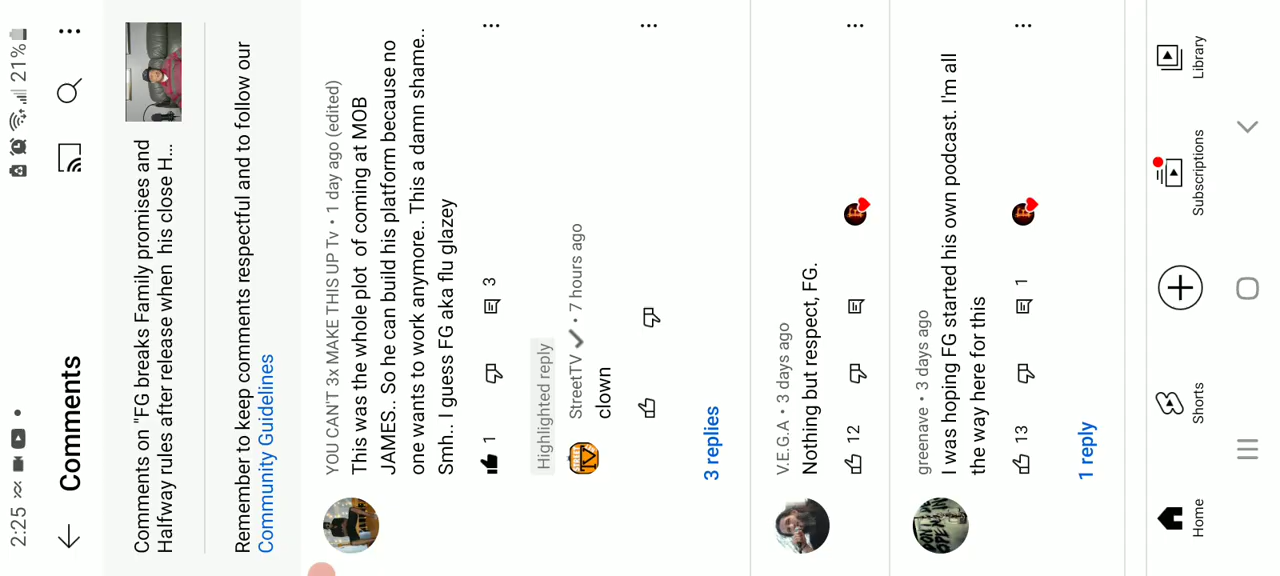 2:25
21%
Comments
Comments on "FG breaks Family promises and
Halfway rules after release when his close H...
Remember to keep comments respectful and to follow our
Community Guidelines
YOU CAN'T 3x MAKE THIS UP Tv • 1 day ago (edited)
This was the whole plot of coming at MOB
JAMES.. So he can build his platform because no
one wants to work anymore.. This a damn shame..
Smh.. I guess FG aka flu glazey
1
3
Highlighted reply
StreetTV • 7 hours ago
clown
3 replies
V.E.G.A • 3 days ago
Nothing but respect, FG.
12
greenave • 3 days ago
I was hoping FG started his own podcast. I'm all
the way here for this
13
1
1 reply
Home
Shorts
Subscriptions
Library